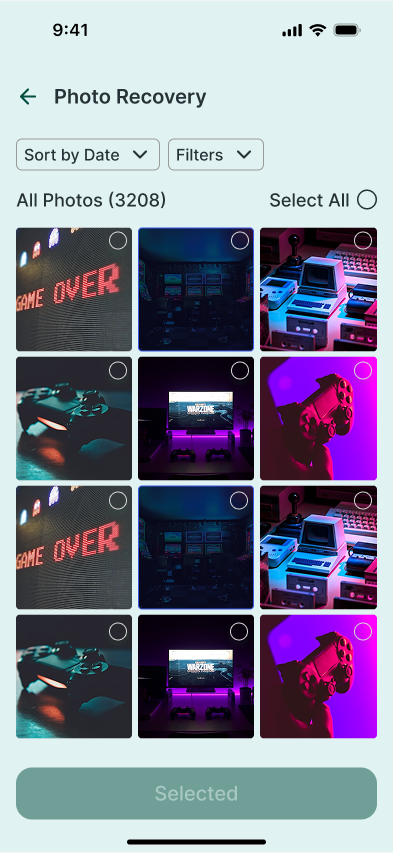 9:41
Photo Recovery
Sort by Date
Filters
All Photos (3208)
Select All
GAME OVER
WARZONE
GAME OVER
WARZONE
Selected